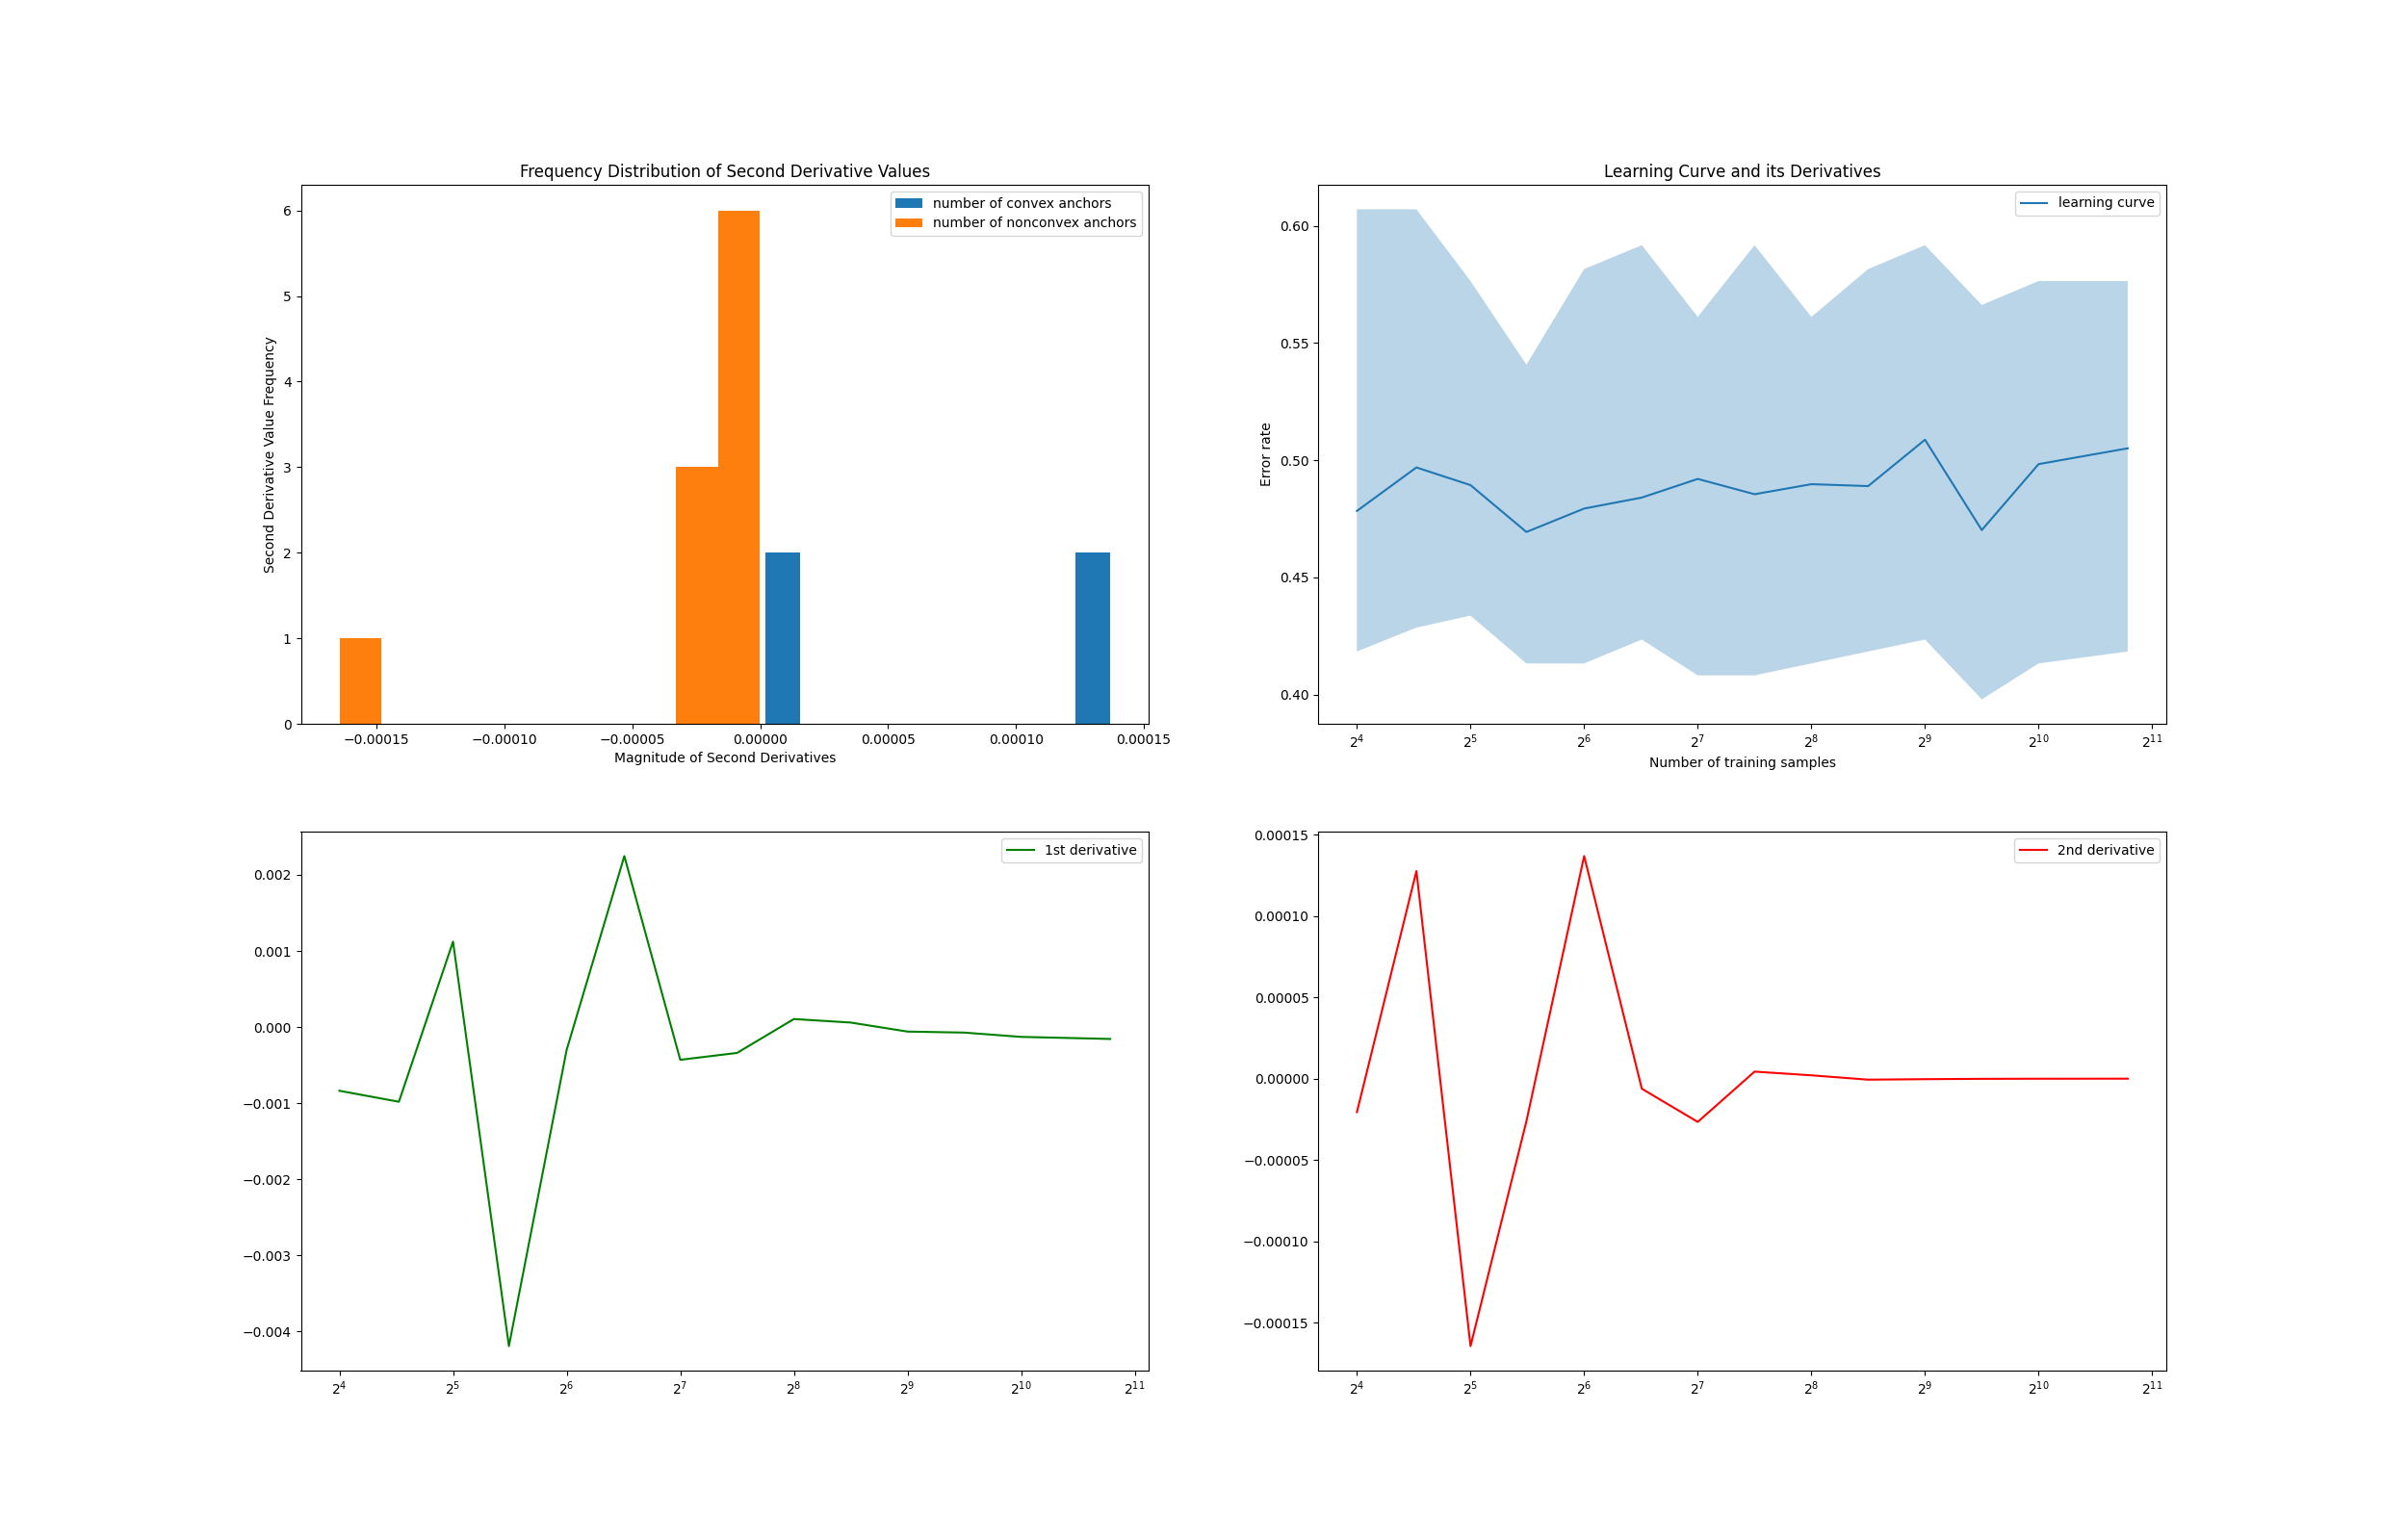 Frequency Distribution of Second Derivative Values
number of convex anchors
number of nonconvex anchors
Second Derivative Value Frequency
6
5
4
3
2
1
0
−0.00015 −0.00010 −0.00005 0.00000 0.00005 0.00010 0.00015
Magnitude of Second Derivatives
Learning Curve and its Derivatives
learning curve
Error rate
0.60
0.55
0.50
0.45
0.40
2⁴ 2⁵ 2⁶ 2⁷ 2⁸ 2⁹ 2¹⁰ 2¹¹
Number of training samples
1st derivative
0.002
0.001
0.000
−0.001
−0.002
−0.003
−0.004
2⁴ 2⁵ 2⁶ 2⁷ 2⁸ 2⁹ 2¹⁰ 2¹¹
2nd derivative
0.00015
0.00010
0.00005
0.00000
−0.00005
−0.00010
−0.00015
2⁴ 2⁵ 2⁶ 2⁷ 2⁸ 2⁹ 2¹⁰ 2¹¹